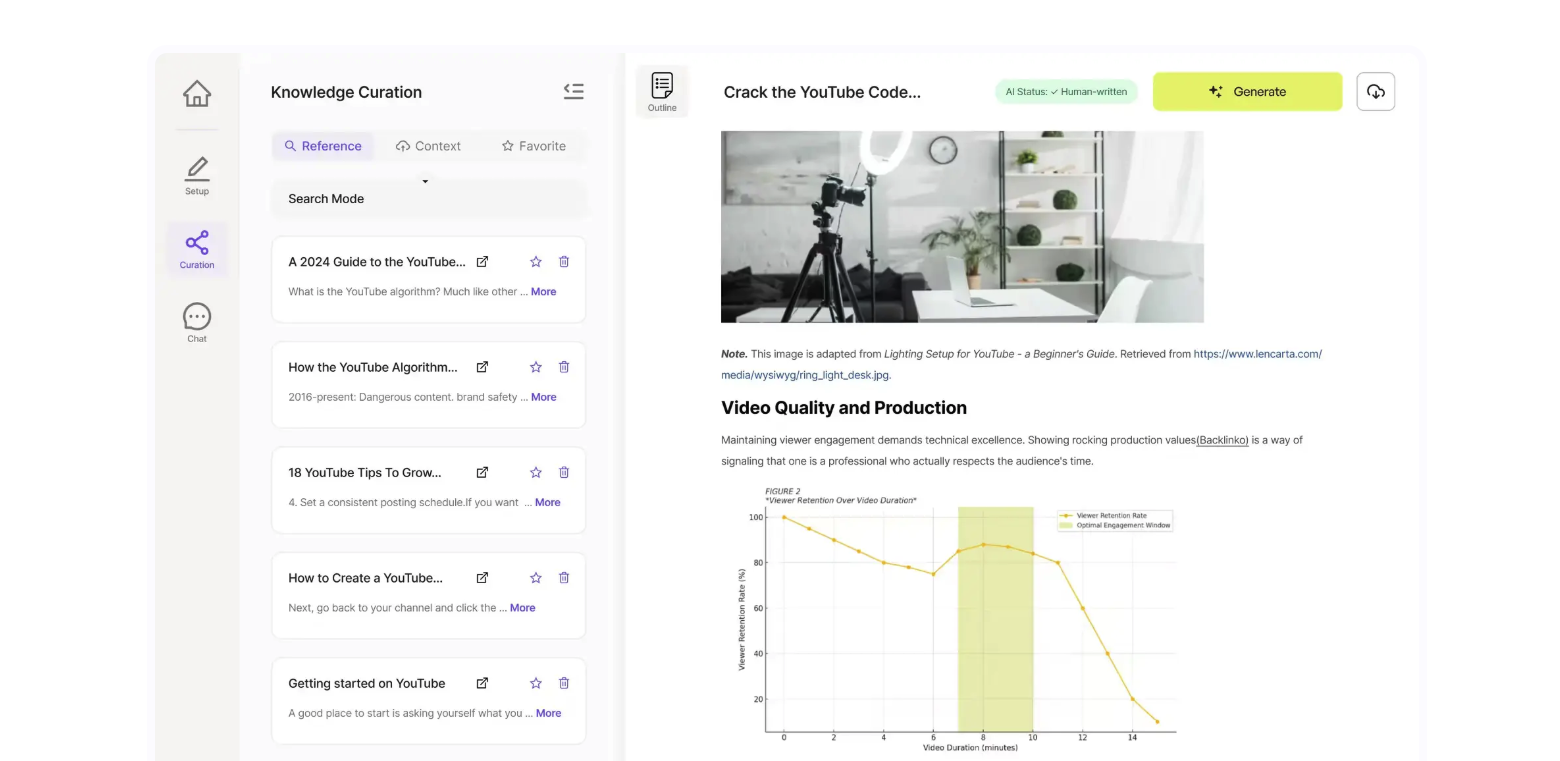 Setup
Curation
Chat
Knowledge Curation
Reference
Context
Favorite
Search Mode
A 2024 Guide to the YouTube...
What is the YouTube algorithm? Much like other ... More
How the YouTube Algorithm...
2016-present: Dangerous content. brand safety ... More
18 YouTube Tips To Grow...
4. Set a consistent posting schedule.If you want ... More
How to Create a YouTube...
Next, go back to your channel and click the ... More
Getting started on YouTube
A good place to start is asking yourself what you ... More
Outline
Crack the YouTube Code...
AI Status: ✓ Human-written
Generate
Note. This image is adapted from Lighting Setup for YouTube - a Beginner's Guide. Retrieved from https://www.lencarta.com/
media/wysiwyg/ring_light_desk.jpg.
Video Quality and Production
Maintaining viewer engagement demands technical excellence. Showing rocking production values(Backlinko) is a way of
signaling that one is a professional who actually respects the audience's time.
FIGURE 2
*Viewer Retention Over Video Duration*
Viewer Retention Rate
Optimal Engagement Window
Viewer Retention Rate (%)
100
80
60
40
20
0 2 4 6 8 10 12 14
Video Duration (minutes)